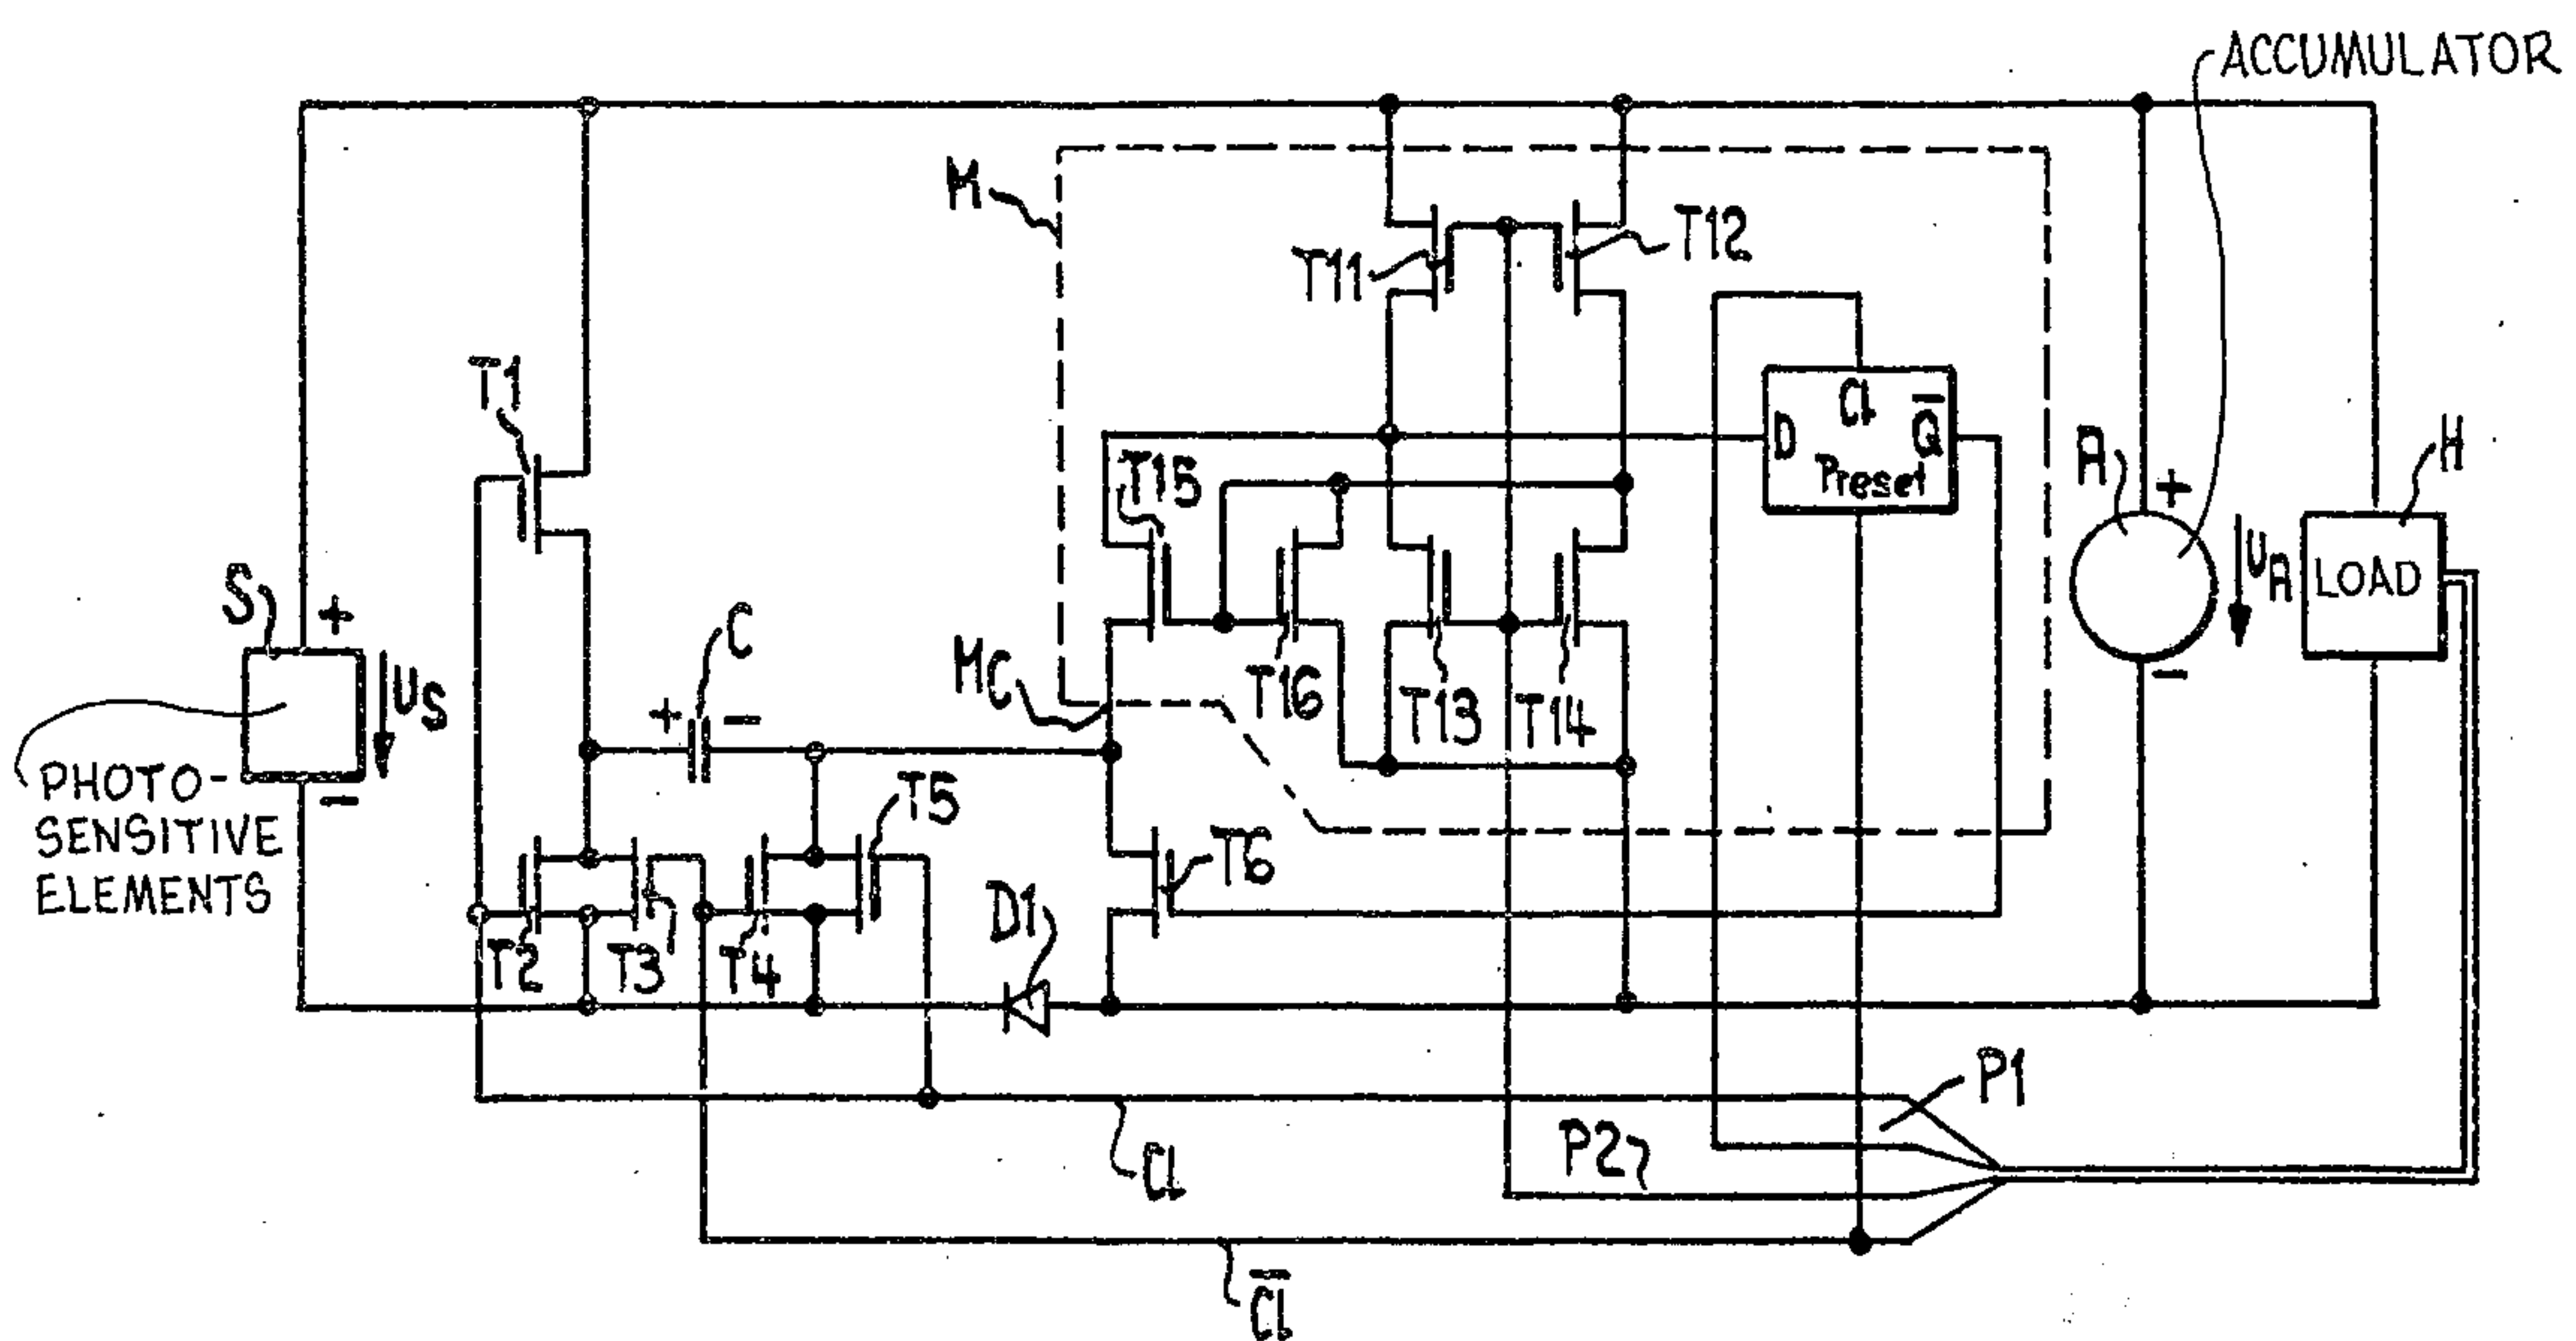 ACCUMULATOR
M
T11
T12
T1
D
Cl
Q̅
Preset
A
+
H
T15
S
+
UA
LOAD
C
US
MC
T16
T13
T14
+
−
−
−
PHOTO-
SENSITIVE
ELEMENTS
T5
T6
D1
T2
T3
T4
P1
P2
Cl
C̅l̅